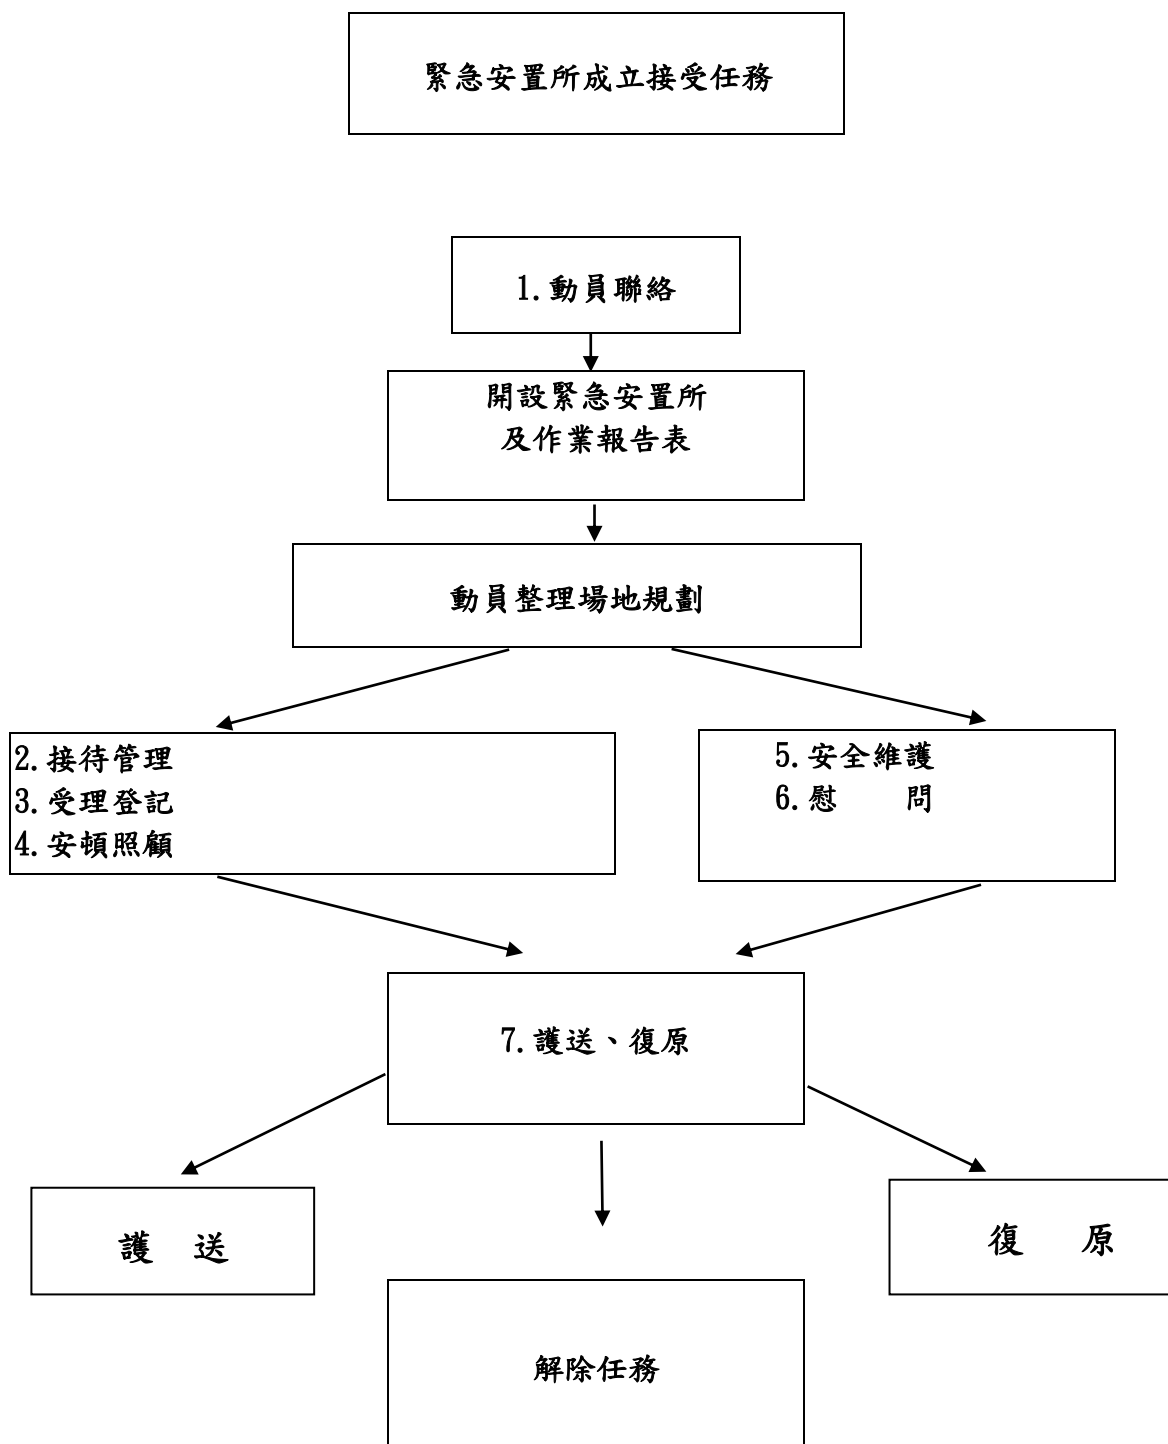 緊急安置所成立接受任務
1.動員聯絡
開設緊急安置所
及作業報告表
動員整理場地規劃
2.接待管理
3.受理登記
4.安頓照顧
5.安全維護
6.慰　　問
7.護送、復原
護　送
復　原
解除任務